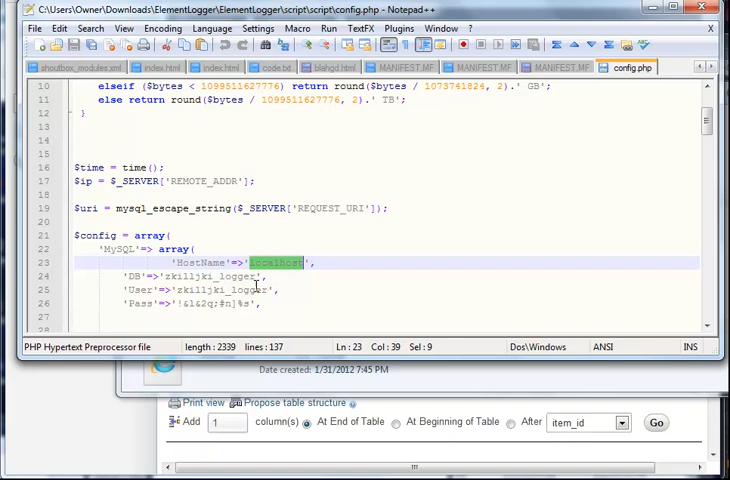 C:\Users\Owner\Downloads\ElementLogger\ElementLogger\script\script\config.php - Notepad++
File Edit Search View Encoding Language Settings Macro Run TextFX Plugins Window ? X
shoutbox_modules.xml index.html index.html code.txt blahgd.html MANIFEST.MF MANIFEST.MF MANIFEST.MF config.php
10 elseif ($bytes < 1099511627776) return round($bytes / 1073741824, 2).' GB';
11 else return round($bytes / 1099511627776, 2).' TB';
12 }
13
14
15
16 $time = time();
17 $ip = $_SERVER['REMOTE_ADDR'];
18
19 $uri = mysql_escape_string($_SERVER['REQUEST_URI']);
20
21 $config = array(
22 'MySQL'=> array(
23 'HostName'=>'localhost',
24 'DB'=>'zkilljki_logger',
25 'User'=>'zkilljki_logger',
26 'Pass'=>'!&l&2q;#n]%s',
27
28
PHP Hypertext Preprocessor file length : 2339 lines : 137 Ln : 23 Col : 39 Sel : 9 Dos\Windows ANSI INS
Date created: 1/31/2012 7:45 PM
Print view Propose table structure
Add 1 column(s) At End of Table At Beginning of Table After item_id Go